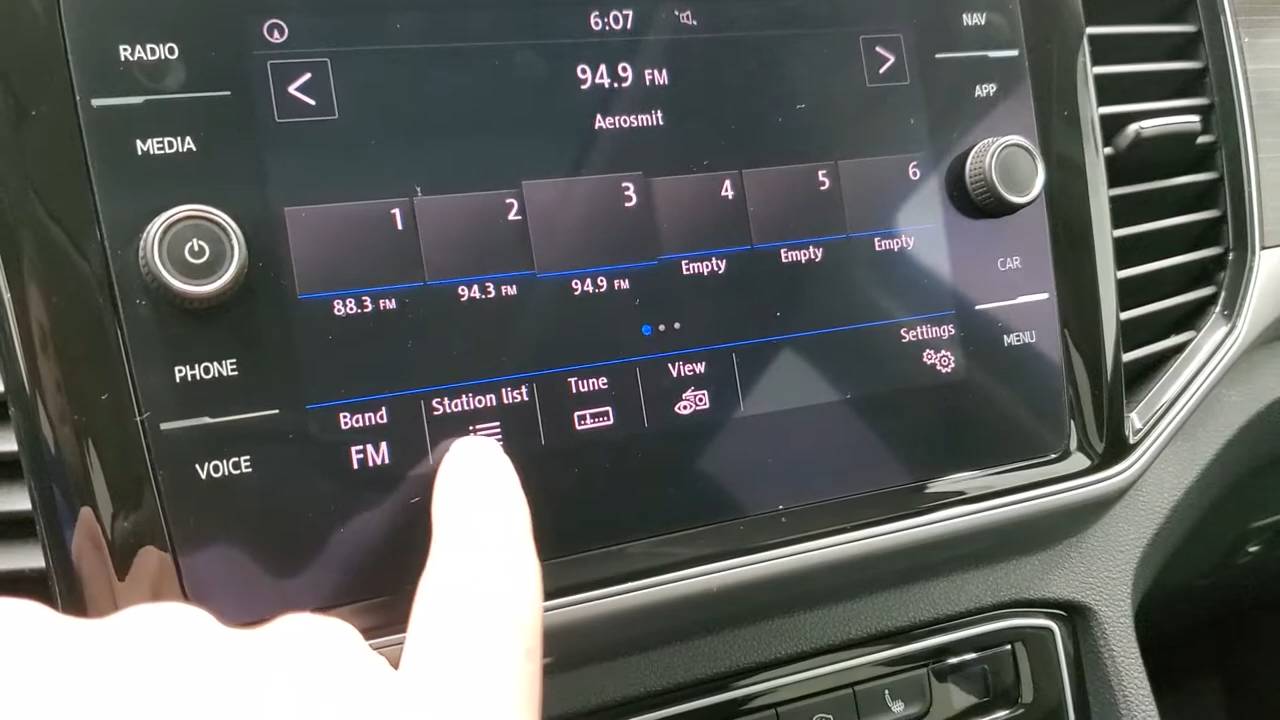 RADIO
MEDIA
PHONE
VOICE
6:07
94.9 FM
Aerosmit
<
>
1
2
3
4
5
6
88.3 FM
94.3 FM
94.9 FM
Empty
Empty
Empty
Band
FM
Station list
Tune
View
Settings
NAV
APP
CAR
MENU